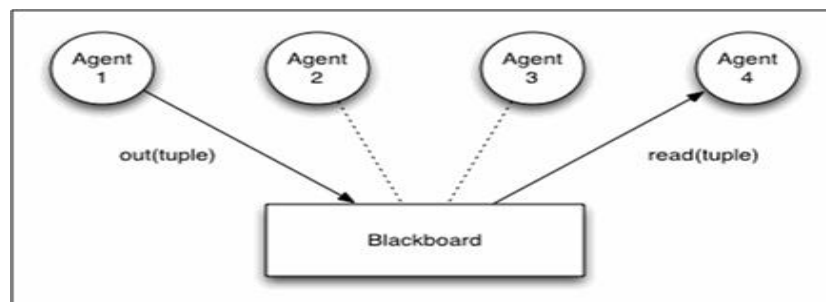 Agent
1
Agent
2
Agent
3
Agent
4
out(tuple)
read(tuple)
Blackboard